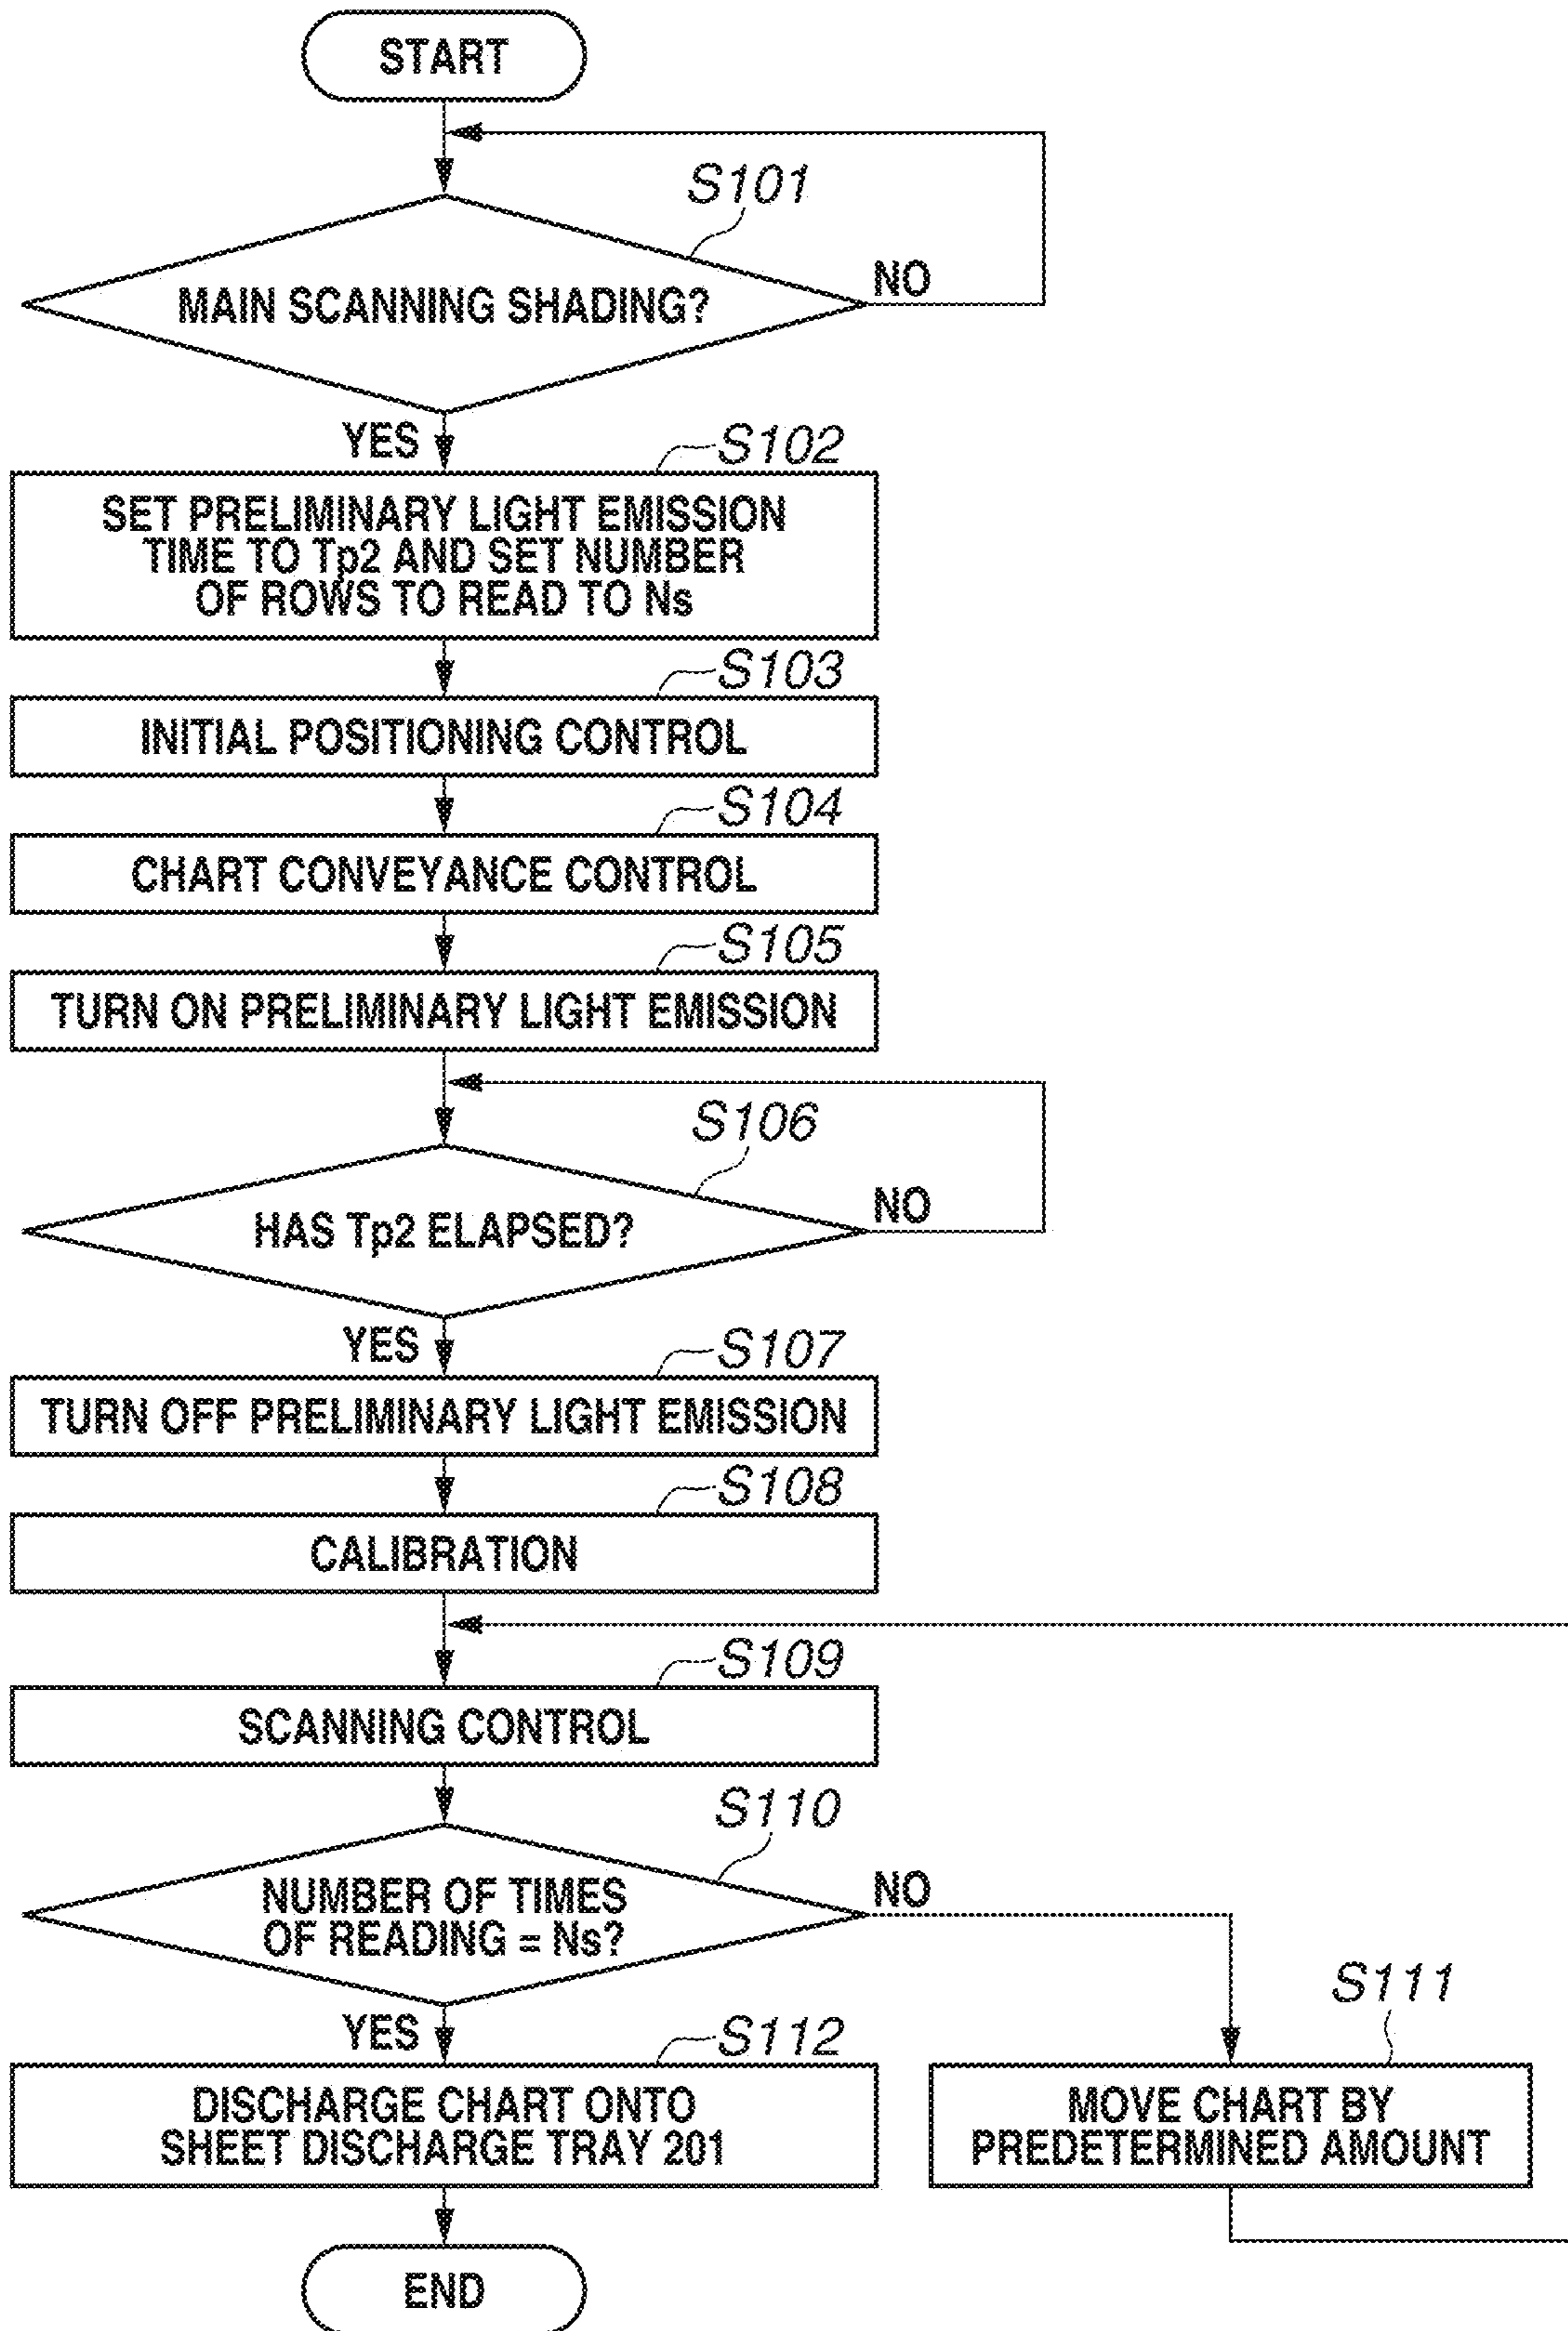 START
S101
MAIN SCANNING SHADING?
NO
YES
S102
SET PRELIMINARY LIGHT EMISSION
TIME TO Tp2 AND SET NUMBER
OF ROWS TO READ TO Ns
S103
INITIAL POSITIONING CONTROL
S104
CHART CONVEYANCE CONTROL
S105
TURN ON PRELIMINARY LIGHT EMISSION
S106
HAS Tp2 ELAPSED?
NO
YES
S107
TURN OFF PRELIMINARY LIGHT EMISSION
S108
CALIBRATION
S109
SCANNING CONTROL
S110
NUMBER OF TIMES
OF READING = Ns?
NO
YES
S112
DISCHARGE CHART ONTO
SHEET DISCHARGE TRAY 201
S111
MOVE CHART BY
PREDETERMINED AMOUNT
END